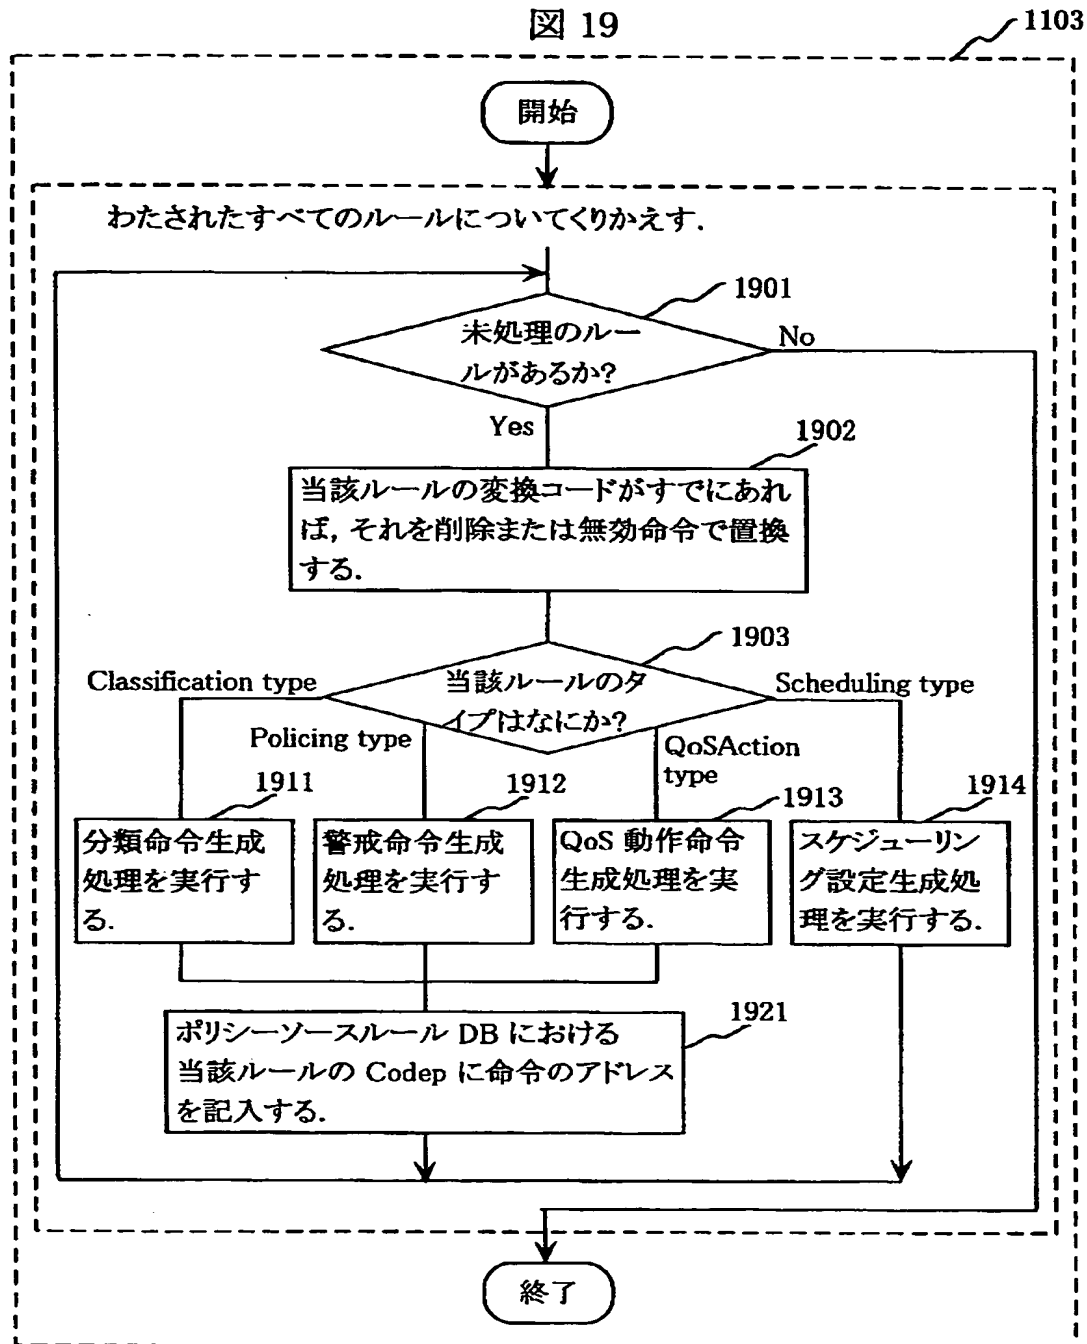 図 19
1103
開始
わたされたすべてのルールについてくりかえす.
1901
未処理のルー
ルがあるか?
No
Yes
1902
当該ルールの変換コードがすでにあれ
ば, それを削除または無効命令で置換
する.
1903
当該ルールのタ
イプはなにか?
Classification type
Scheduling type
Policing type
QoSAction
type
1911
分類命令生成
処理を実行す
る.
1912
警戒命令生成
処理を実行す
る.
1913
QoS 動作命令
生成処理を実
行する.
1914
スケジューリン
グ設定生成処
理を実行する.
1921
ポリシーソースルール DB における
当該ルールの Codep に命令のアドレス
を記入する.
終了